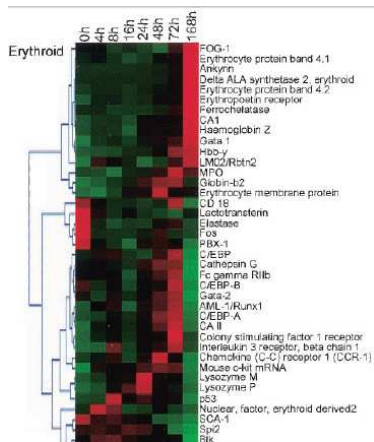 Erythroid
0h 4h 8h 16h 24h 48h 72h 168h
FOG-1
Erythrocyte protein band 4.1
Ankyrin
Delta ALA synthetase 2, erythroid
Erythrocyte protein band 4.2
Erythropoetin receptor
Ferrochelatase
CA1
Haemoglobin Z
Gata 1
Hbb-y
LM02/Rbtn2
MPO
Globin-b2
Erythrocyte membrane protein
CD 18
Lactotransferin
Elastase
Fos
PBX-1
C/EBP
Cathepsin G
Fc gamma RIIb
C/EBP-B
Gata-2
AML-1/Runx1
C/EBP-A
CA II
Colony stimulating factor 1 receptor
Interleukin 3 receptor, beta chain 1
Chemokine (C-C) receptor 1 (CCR-1)
Mouse c-kit mRNA
Lysozyme M
Lysozyme P
p53
Nuclear, factor, erythroid derived2
SCA-1
Spi2
Blk